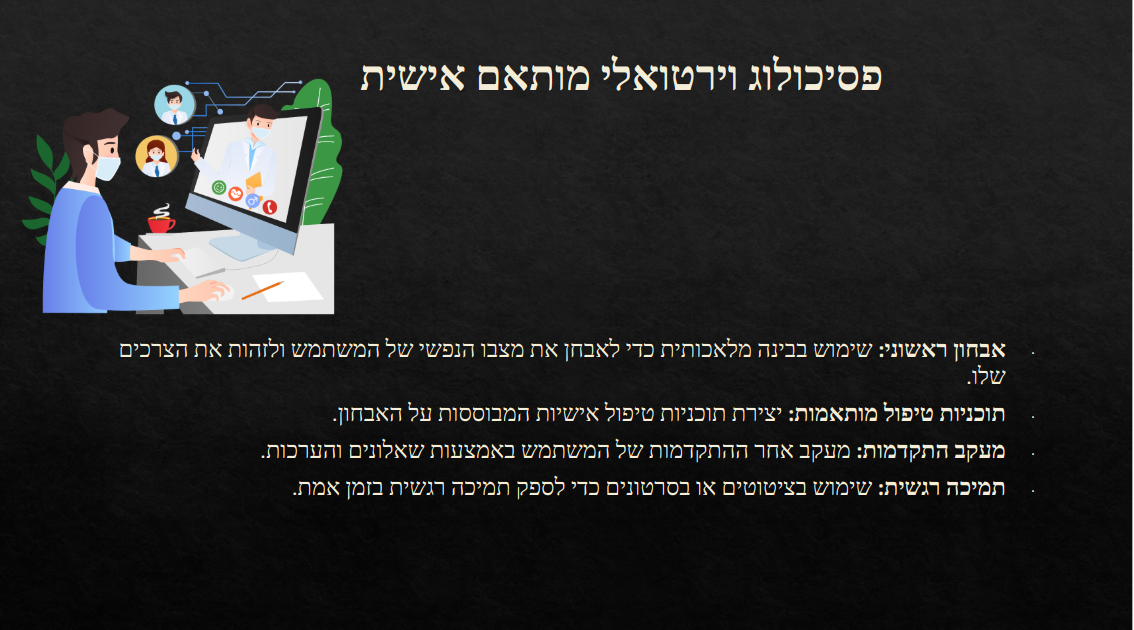 פסיכולוג וירטואלי מותאם אישית
אבחון ראשוני: שימוש בבינה מלאכותית כדי לאבחן את מצבו הנפשי של המשתמש ולזהות את הצרכים
שלו.
תוכניות טיפול מותאמות: יצירת תוכניות טיפול אישיות המבוססות על האבחון.
מעקב התקדמות: מעקב אחר ההתקדמות של המשתמש באמצעות שאלונים והערכות.
תמיכה רגשית: שימוש בציטוטים או בסרטונים כדי לספק תמיכה רגשית בזמן אמת.